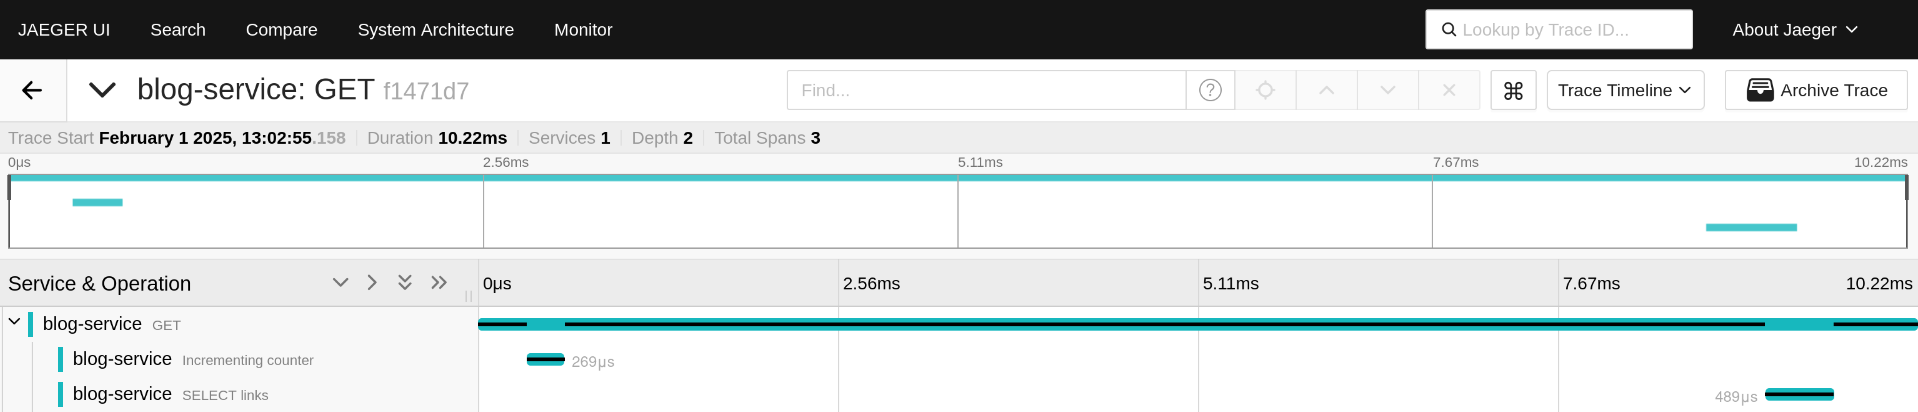 JAEGER UI Search Compare System Architecture Monitor Lookup by Trace ID... About Jaeger
blog-service: GET f1471d7 Find... ? ⌘ Trace Timeline Archive Trace
Trace Start February 1 2025, 13:02:55.158 Duration 10.22ms Services 1 Depth 2 Total Spans 3
0μs 2.56ms 5.11ms 7.67ms 10.22ms
Service & Operation 0μs 2.56ms 5.11ms 7.67ms 10.22ms
blog-service GET
blog-service Incrementing counter 269μs
blog-service SELECT links 489μs